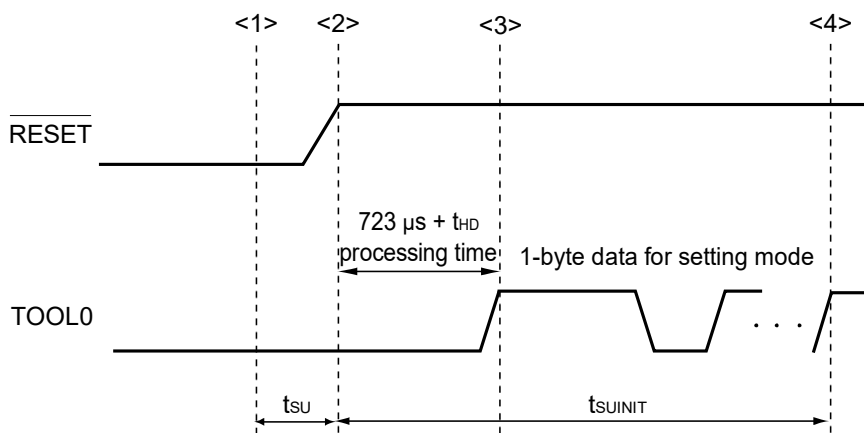 <1> <2> <3> <4>
RESET
723 µs + tHD
processing time
1-byte data for setting mode
TOOL0
. . .
tSU
tSUINIT